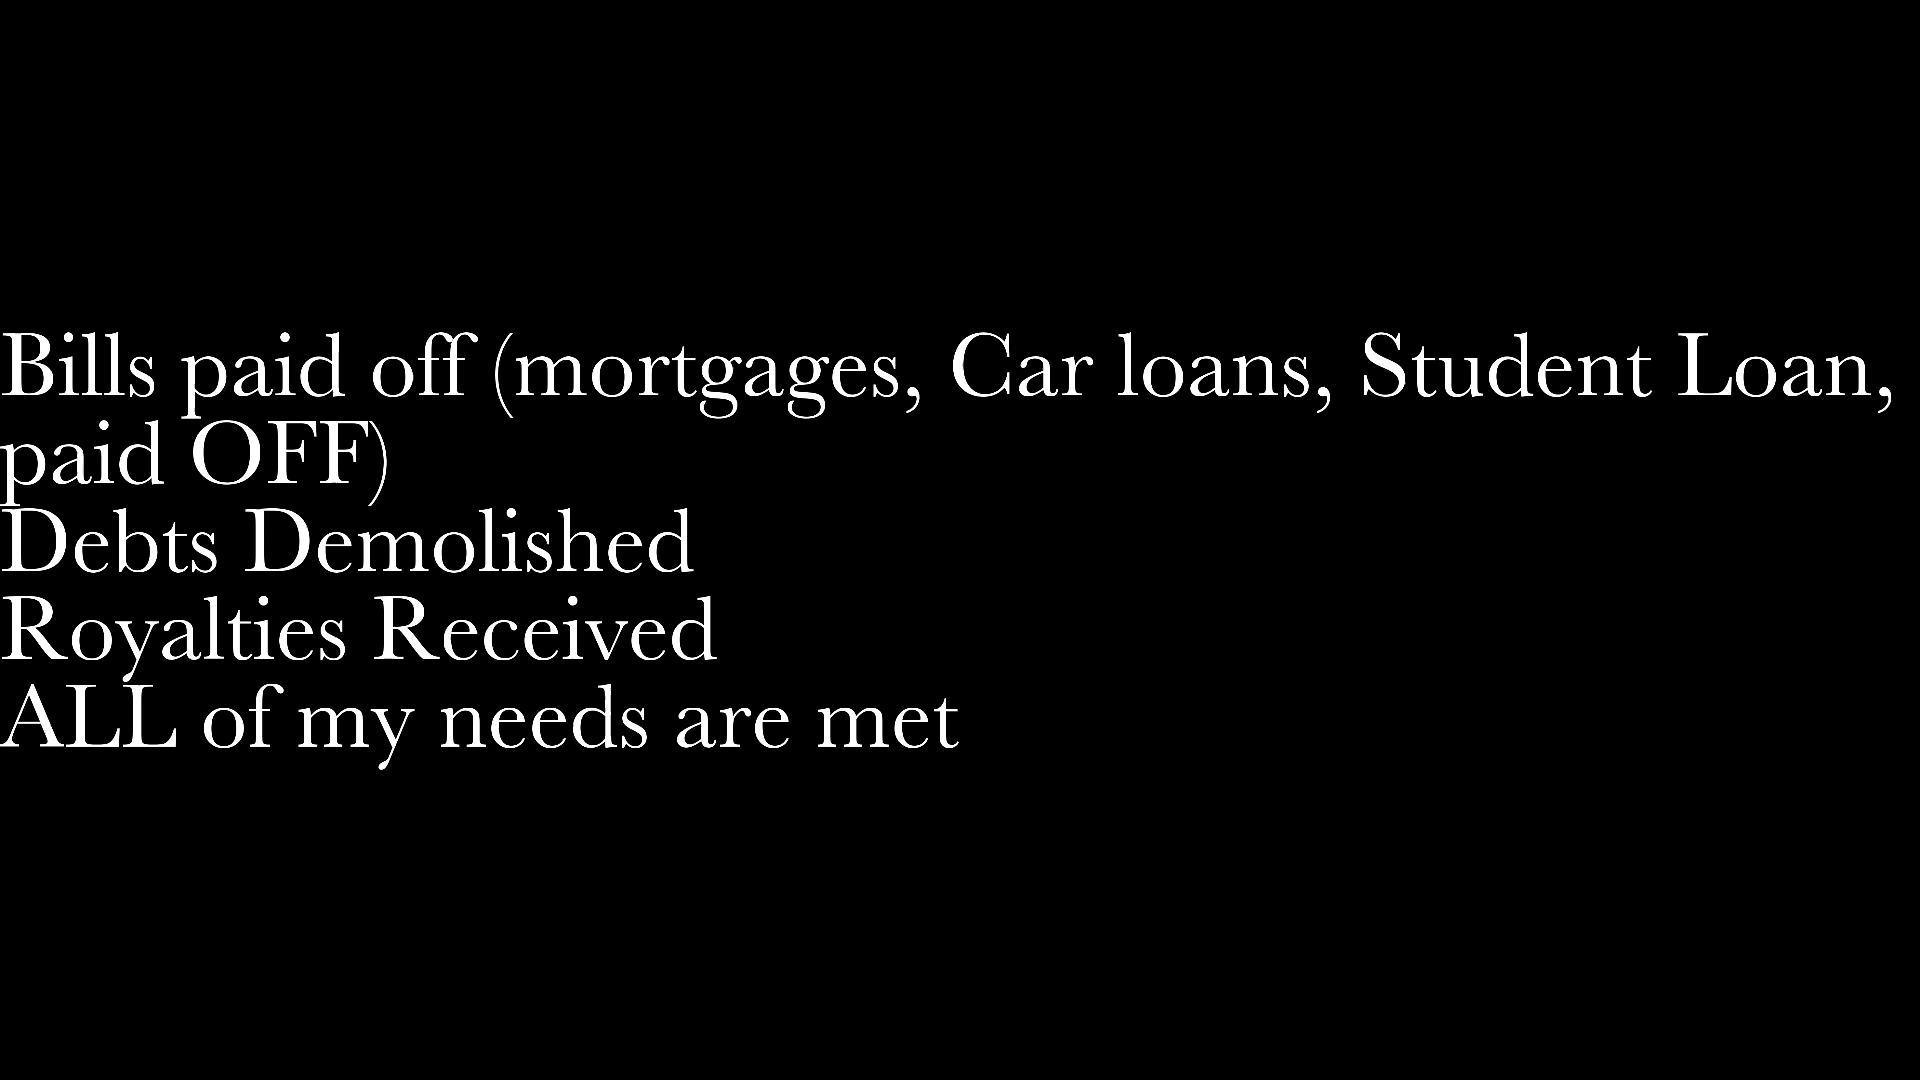 Bills paid off (mortgages, Car loans, Student Loan,
paid OFF)
Debts Demolished
Royalties Received
ALL of my needs are met